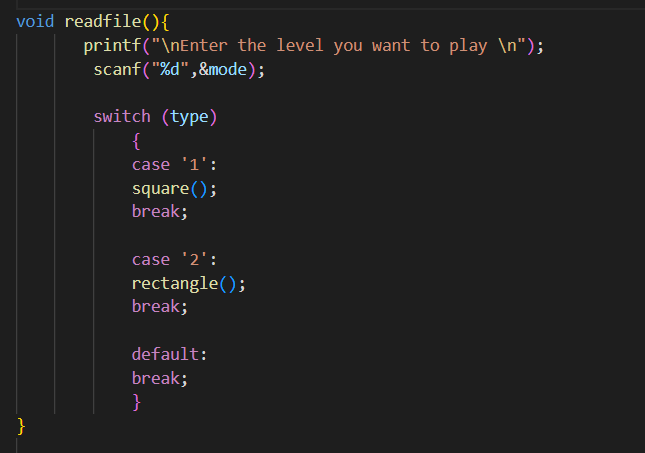 void readfile(){
printf("\nEnter the level you want to play \n");
scanf("%d",&mode);
switch (type)
{
case '1':
square();
break;
case '2':
rectangle();
break;
default:
break;
}
}